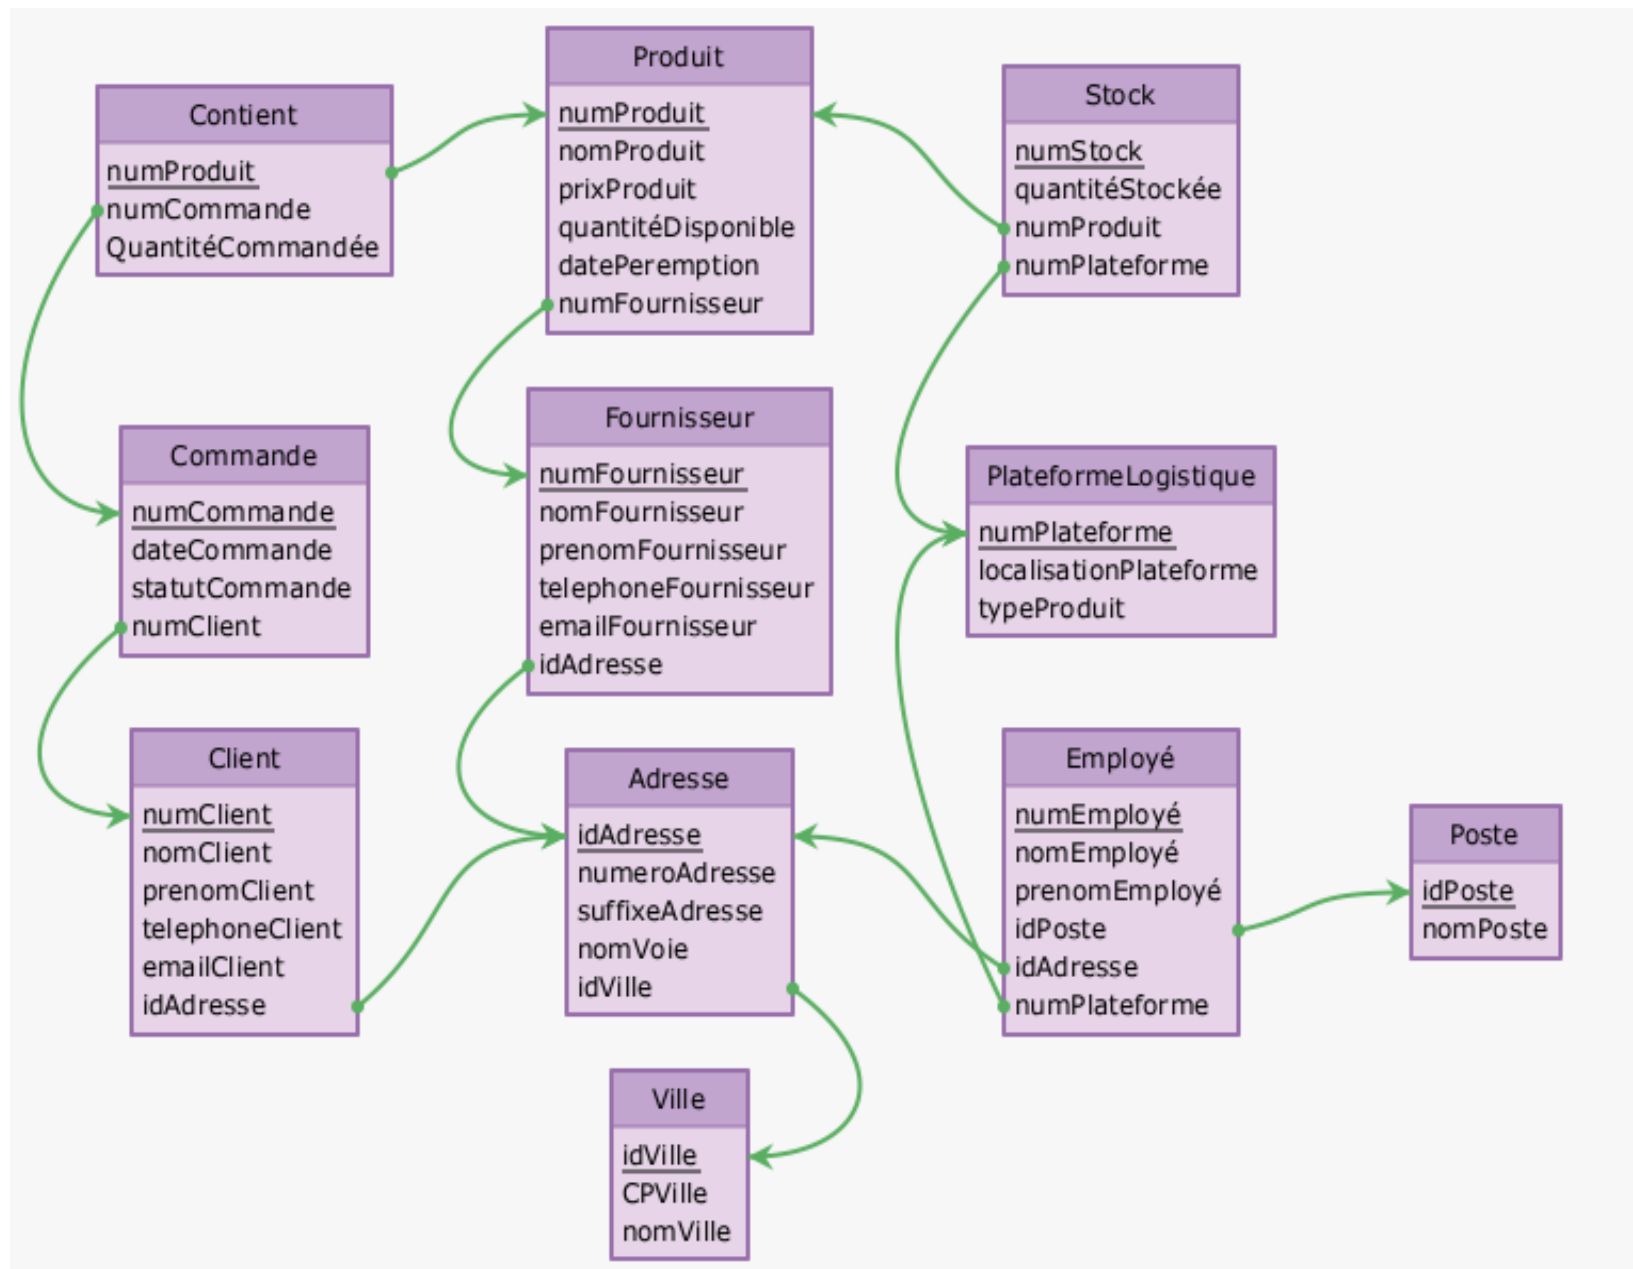 Contient
numProduit
numCommande
QuantitéCommandée
Produit
numProduit
nomProduit
prixProduit
quantitéDisponible
datePeremption
numFournisseur
Stock
numStock
quantitéStockée
numProduit
numPlateforme
Commande
numCommande
dateCommande
statutCommande
numClient
Fournisseur
numFournisseur
nomFournisseur
prenomFournisseur
telephoneFournisseur
emailFournisseur
idAdresse
PlateformeLogistique
numPlateforme
localisationPlateforme
typeProduit
Client
numClient
nomClient
prenomClient
telephoneClient
emailClient
idAdresse
Adresse
idAdresse
numeroAdresse
suffixeAdresse
nomVoie
idVille
Employé
numEmployé
nomEmployé
prenomEmployé
idPoste
idAdresse
numPlateforme
Poste
idPoste
nomPoste
Ville
idVille
CPVille
nomVille